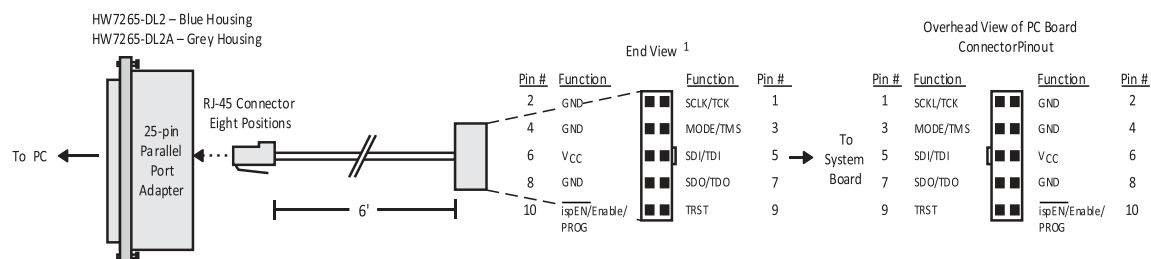 HW7265-DL2 – Blue Housing
HW7265-DL2A – Grey Housing
To PC
25-pin
Parallel
Port
Adapter
RJ-45 Connector
Eight Positions
6'
End View 1
Pin # Function Function Pin #
2 GND SCLK/TCK 1
4 GND MODE/TMS 3
6 VCC SDI/TDI 5
8 GND SDO/TDO 7
10 ispEN/Enable/ TRST 9
PROG
To
System
Board
Overhead View of PC Board
ConnectorPinout
Pin # Function Function Pin #
1 SCKL/TCK GND 2
3 MODE/TMS GND 4
5 SDI/TDI VCC 6
7 SDO/TDO GND 8
9 TRST ispEN/Enable/ 10
PROG